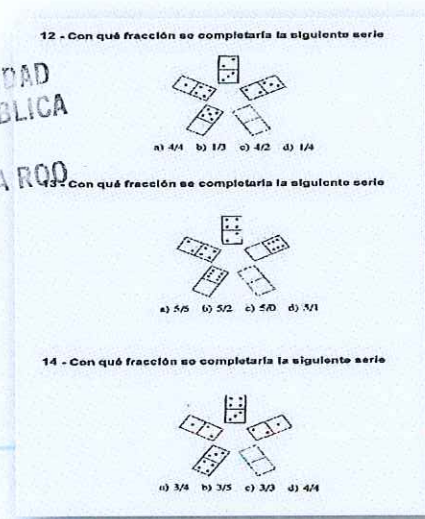 12 - Con qué fracción se completaría la siguiente serie
DAD
BLICA
a) 4/4 b) 1/3 c) 4/2 d) 1/4
A ROO
13 - Con qué fracción se completaría la siguiente serie
a) 5/5 b) 5/2 c) 5/0 d) 5/1
14 - Con qué fracción se completaría la siguiente serie
a) 3/4 b) 3/5 c) 3/3 d) 4/4